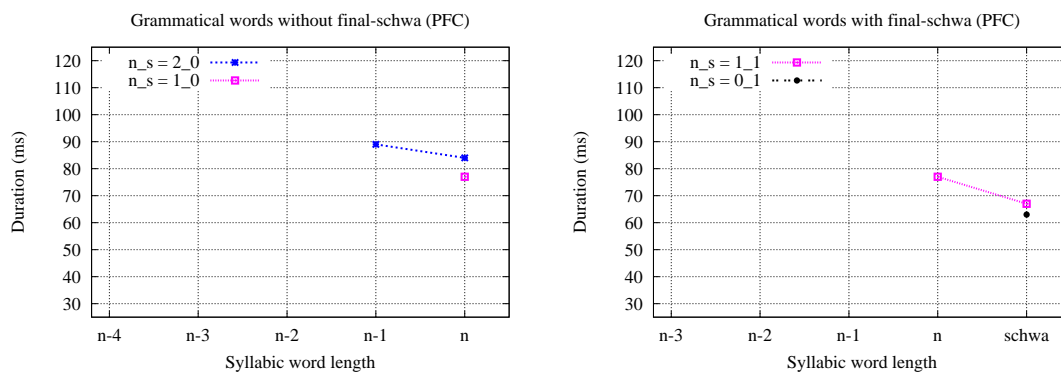 Grammatical words without final-schwa (PFC)
n_s = 2_0
n_s = 1_0
120
110
100
90
80
70
60
50
40
30
Duration (ms)
n-4 n-3 n-2 n-1 n
Syllabic word length
Grammatical words with final-schwa (PFC)
n_s = 1_1
n_s = 0_1
120
110
100
90
80
70
60
50
40
30
Duration (ms)
n-3 n-2 n-1 n schwa
Syllabic word length